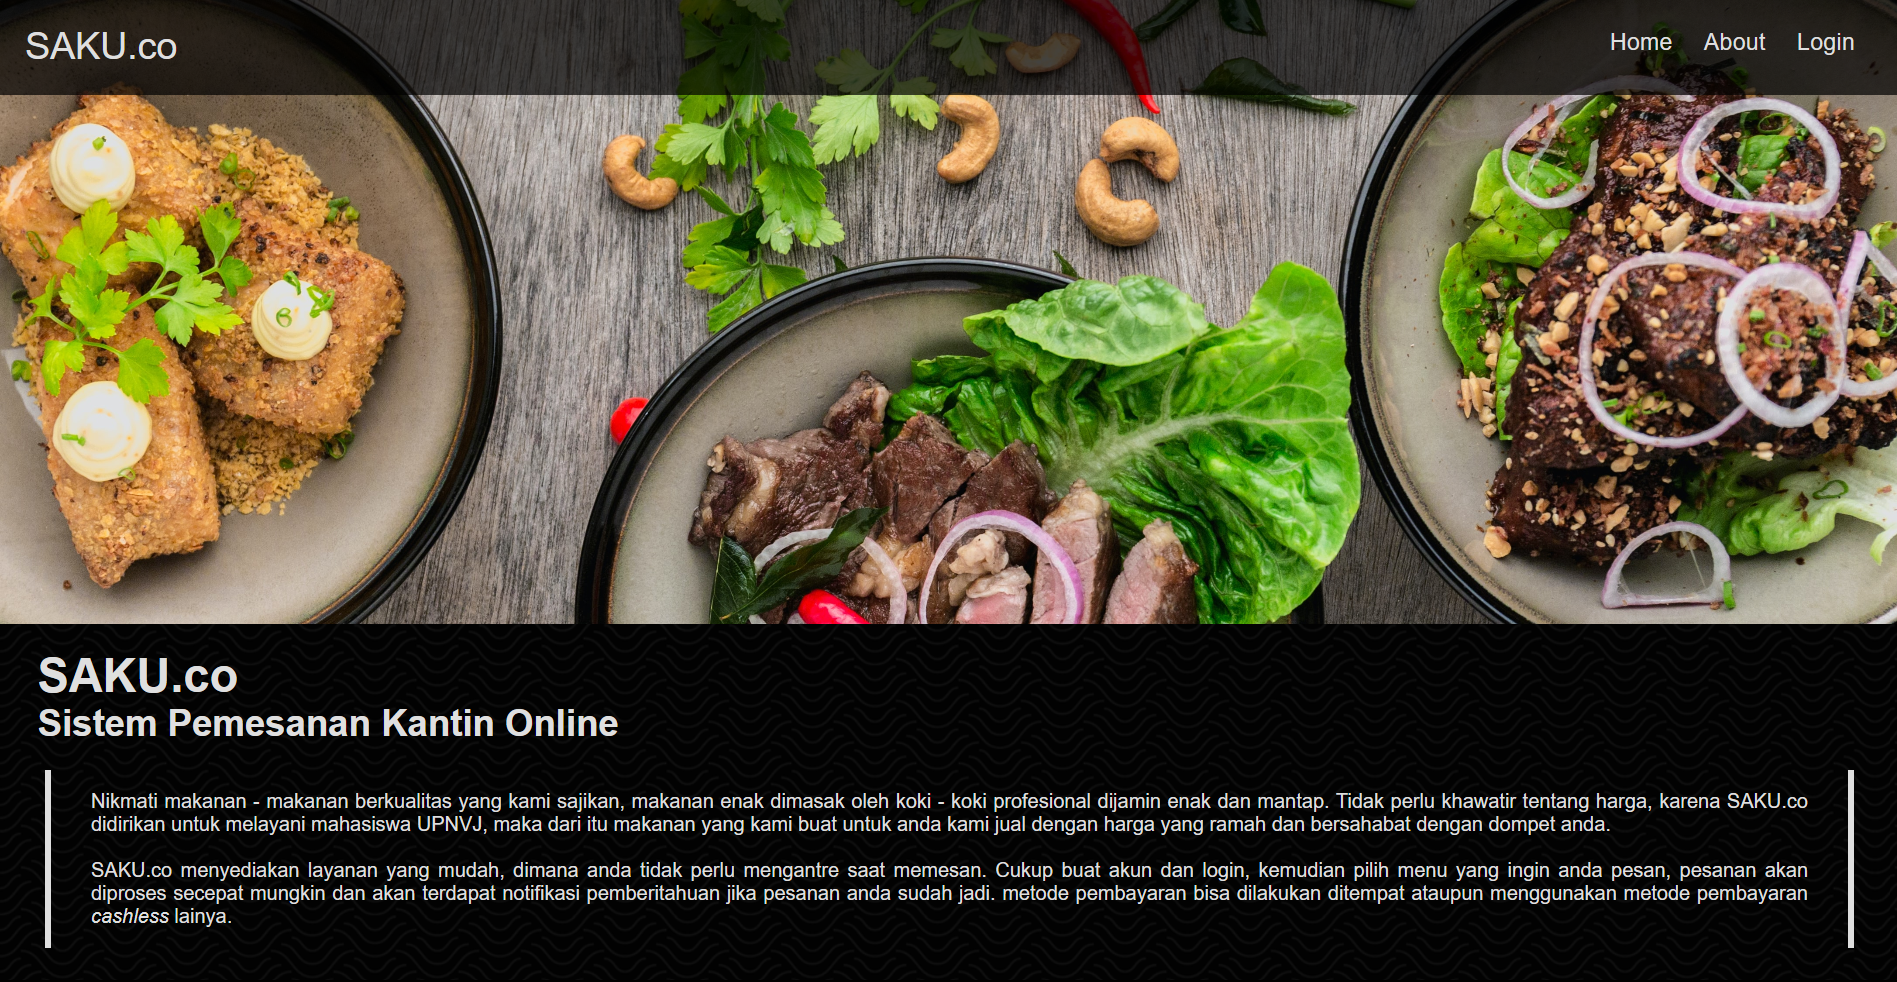 SAKU.co
Home About Login
SAKU.co
Sistem Pemesanan Kantin Online
Nikmati makanan - makanan berkualitas yang kami sajikan, makanan enak dimasak oleh koki - koki profesional dijamin enak dan mantap. Tidak perlu khawatir tentang harga, karena SAKU.co
didirikan untuk melayani mahasiswa UPNVJ, maka dari itu makanan yang kami buat untuk anda kami jual dengan harga yang ramah dan bersahabat dengan dompet anda.
SAKU.co menyediakan layanan yang mudah, dimana anda tidak perlu mengantre saat memesan. Cukup buat akun dan login, kemudian pilih menu yang ingin anda pesan, pesanan akan
diproses secepat mungkin dan akan terdapat notifikasi pemberitahuan jika pesanan anda sudah jadi. metode pembayaran bisa dilakukan ditempat ataupun menggunakan metode pembayaran
cashless lainya.